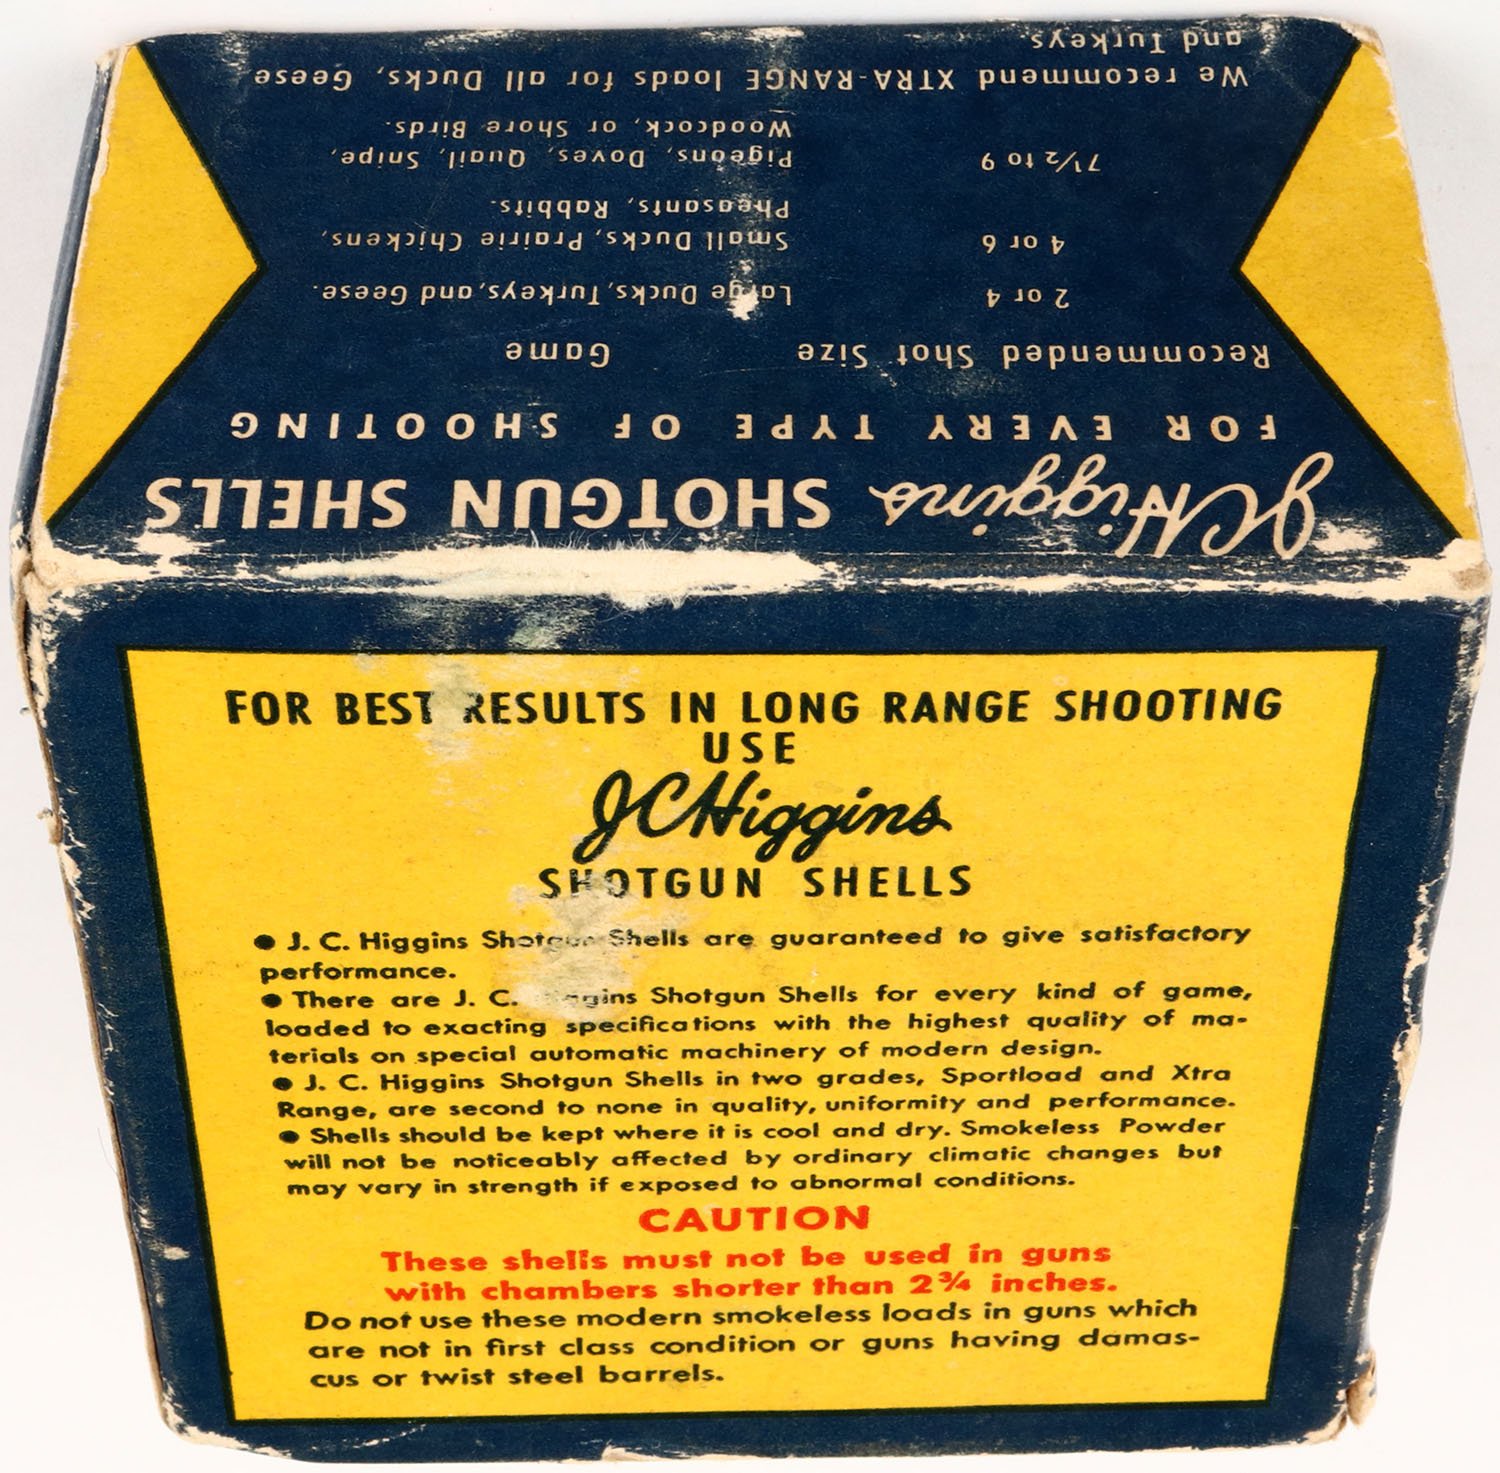 J.C. Higgins SHOTGUN SHELLS
FOR EVERY TYPE OF SHOOTING
Recommended Shot Size Game
2 or 4 Large Ducks, Turkeys, and Geese.
4 or 6 Small Ducks, Prairie Chickens,
Pheasants, Rabbits.
7½ to 9 Pigeons, Doves, Quail, Snipe,
Woodcock, or Shore Birds.
We recommend XTRA-RANGE loads for all Ducks, Geese
and Turkeys
FOR BEST RESULTS IN LONG RANGE SHOOTING
USE
J.C. Higgins
SHOTGUN SHELLS
● J. C. Higgins Shotgun Shells are guaranteed to give satisfactory
performance.
● There are J. C. Higgins Shotgun Shells for every kind of game,
loaded to exacting specifications with the highest quality of ma-
terials on special automatic machinery of modern design.
● J. C. Higgins Shotgun Shells in two grades, Sportload and Xtra
Range, are second to none in quality, uniformity and performance.
● Shells should be kept where it is cool and dry. Smokeless Powder
will not be noticeably affected by ordinary climatic changes but
may vary in strength if exposed to abnormal conditions.
CAUTION
These shells must not be used in guns
with chambers shorter than 2¾ inches.
Do not use these modern smokeless loads in guns which
are not in first class condition or guns having damas-
cus or twist steel barrels.